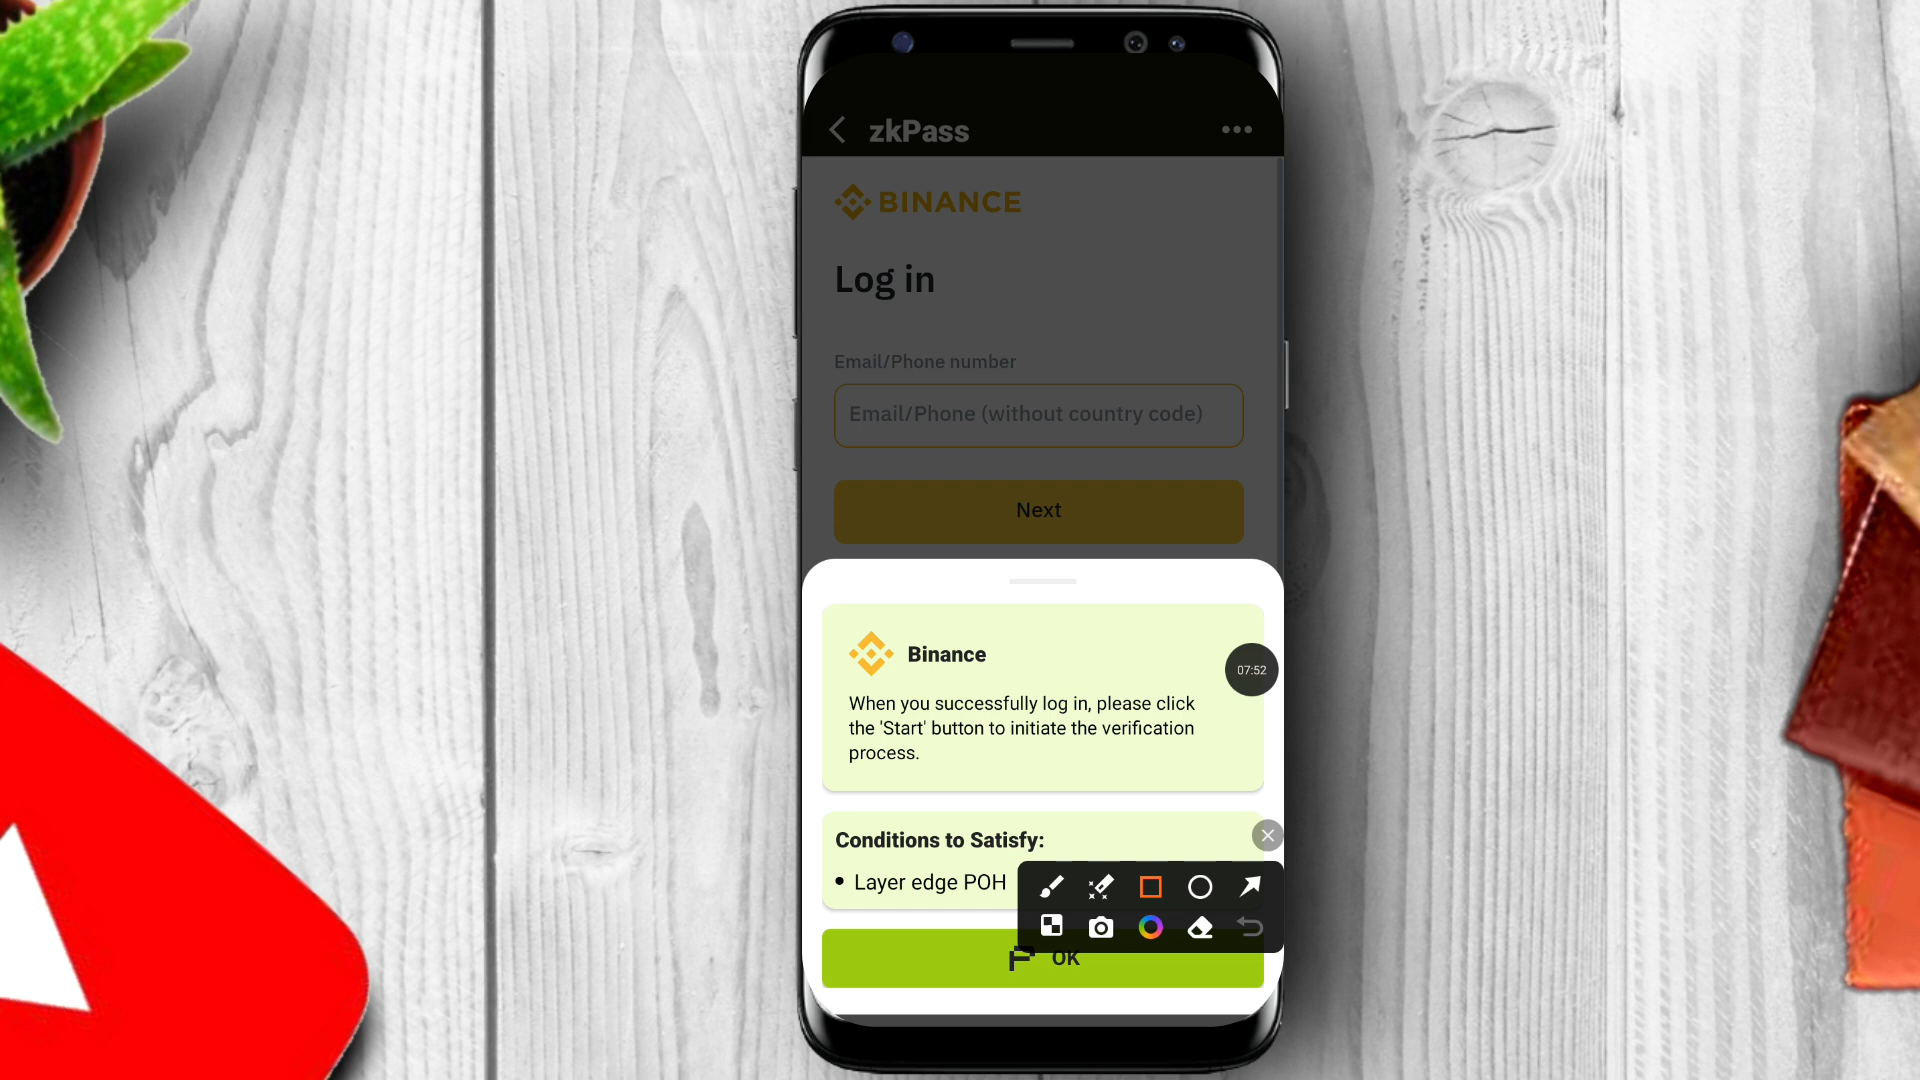 zkPass
BINANCE
Log in
Email/Phone number
Email/Phone (without country code)
Next
Binance
07:52
When you successfully log in, please click
the 'Start' button to initiate the verification
process.
Conditions to Satisfy:
• Layer edge POH
OK